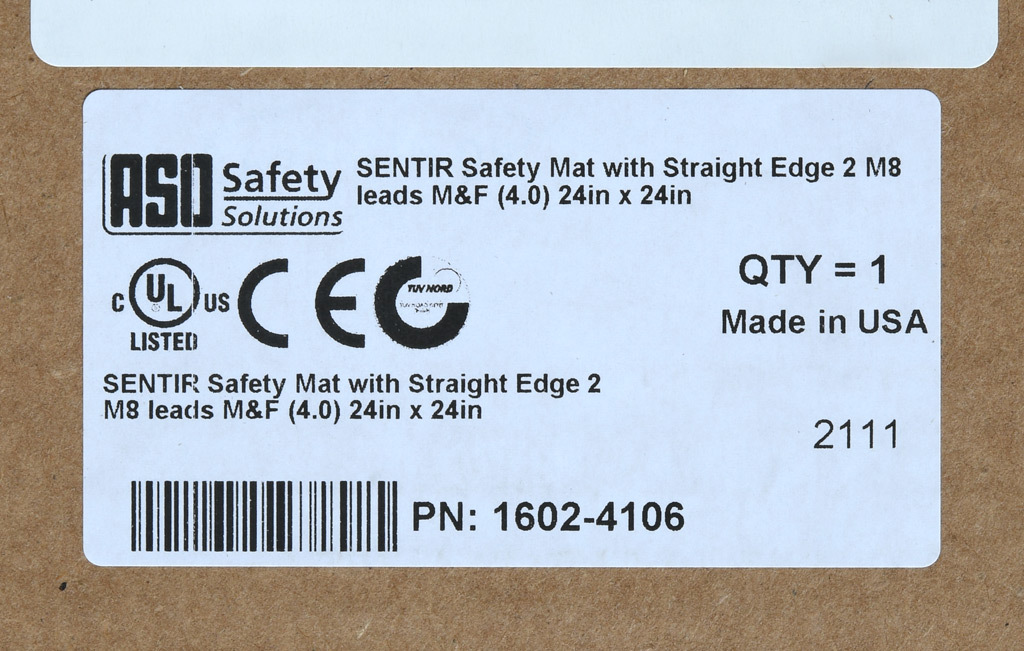 ASO Safety Solutions
SENTIR Safety Mat with Straight Edge 2 M8
leads M&F (4.0) 24in x 24in
C UL US
LISTED
CE
TUV NORD
QTY = 1
Made in USA
SENTIR Safety Mat with Straight Edge 2
M8 leads M&F (4.0) 24in x 24in
2111
PN: 1602-4106